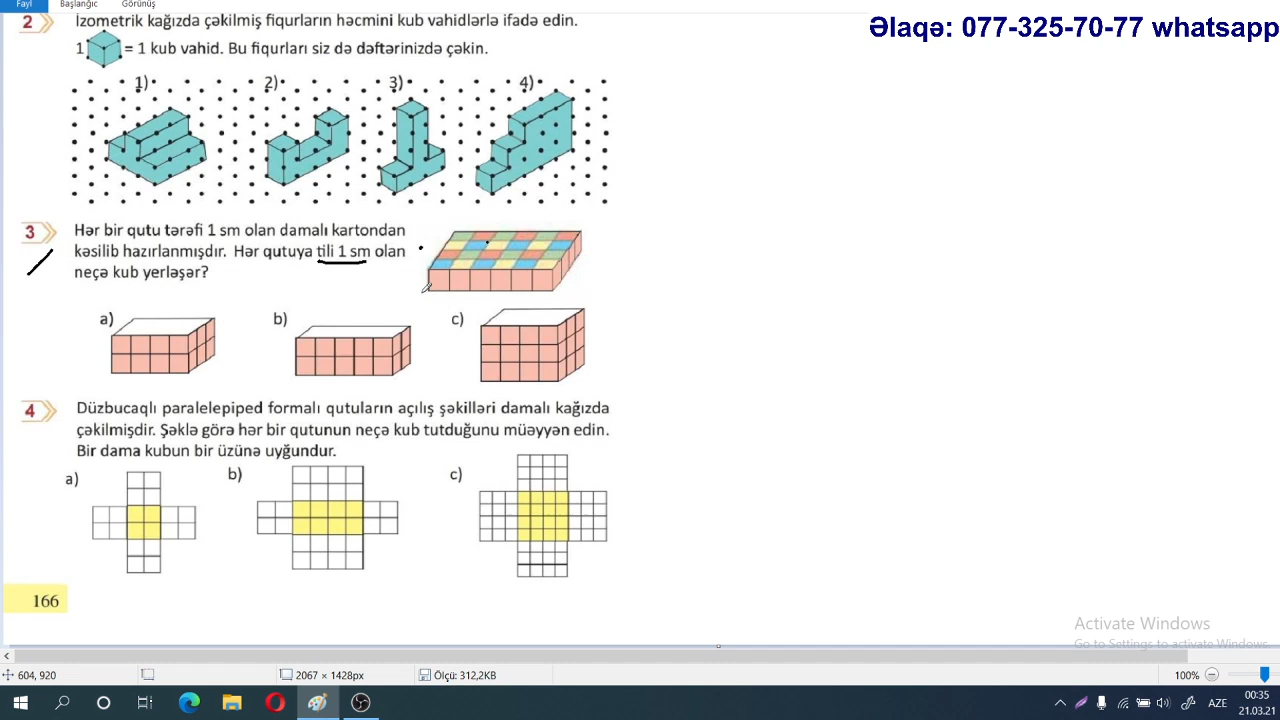 Fayl Başlanğıc Görünüş
Əlaqə: 077-325-70-77 whatsapp
2 İzometrik kağızda çəkilmiş fiqurların həcmini kub vahidlərlə ifadə edin.
1 = 1 kub vahid. Bu fiqurları siz də dəftərinizdə çəkin.
1) 2) 3) 4)
3 Hər bir qutu tərəfi 1 sm olan damalı kartondan
kəsilib hazırlanmışdır. Hər qutuya tili 1 sm olan
neçə kub yerləşər?
a) b) c)
4 Düzbucaqlı paralelepiped formalı qutuların açılış şəkilləri damalı kağızda
çəkilmişdir. Şəklə görə hər bir qutunun neçə kub tutduğunu müəyyən edin.
Bir dama kubun bir üzünə uyğundur.
a) b) c)
166
Activate Windows
Go to Settings to activate Windows.
604, 920 2067 × 1428px Ölçü: 312,2KB 100%
AZE 00:35
21.03.21